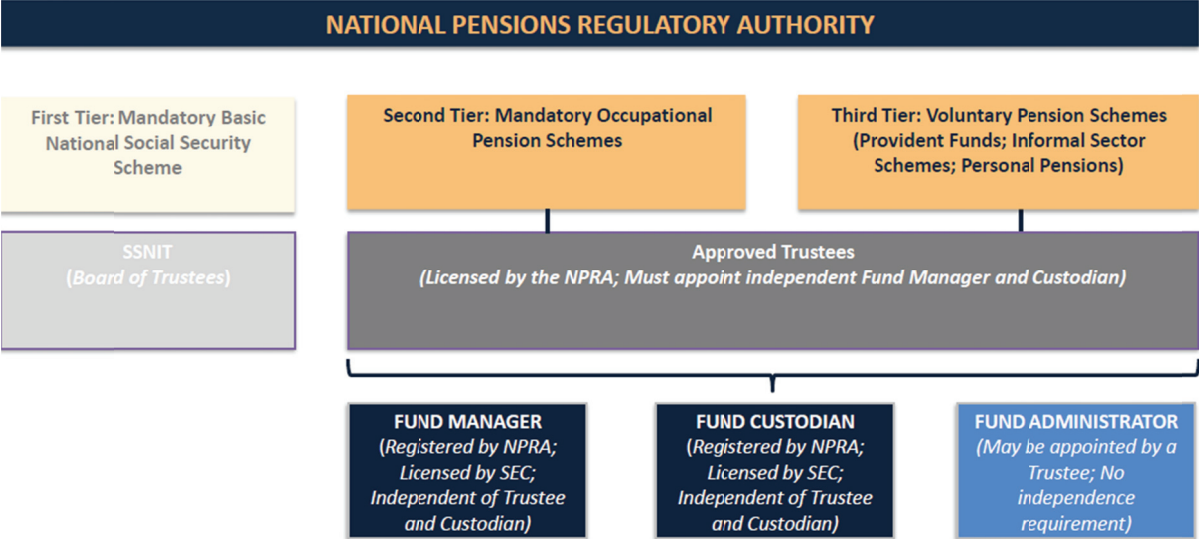 NATIONAL PENSIONS REGULATORY AUTHORITY
First Tier: Mandatory Basic
National Social Security
Scheme
Second Tier: Mandatory Occupational
Pension Schemes
Third Tier: Voluntary Pension Schemes
(Provident Funds; Informal Sector
Schemes; Personal Pensions)
SSNIT
(Board of Trustees)
Approved Trustees
(Licensed by the NPRA; Must appoint independent Fund Manager and Custodian)
FUND MANAGER
(Registered by NPRA;
Licensed by SEC;
Independent of Trustee
and Custodian)
FUND CUSTODIAN
(Registered by NPRA;
Licensed by SEC;
Independent of Trustee
and Custodian)
FUND ADMINISTRATOR
(May be appointed by a
Trustee; No
independence
requirement)